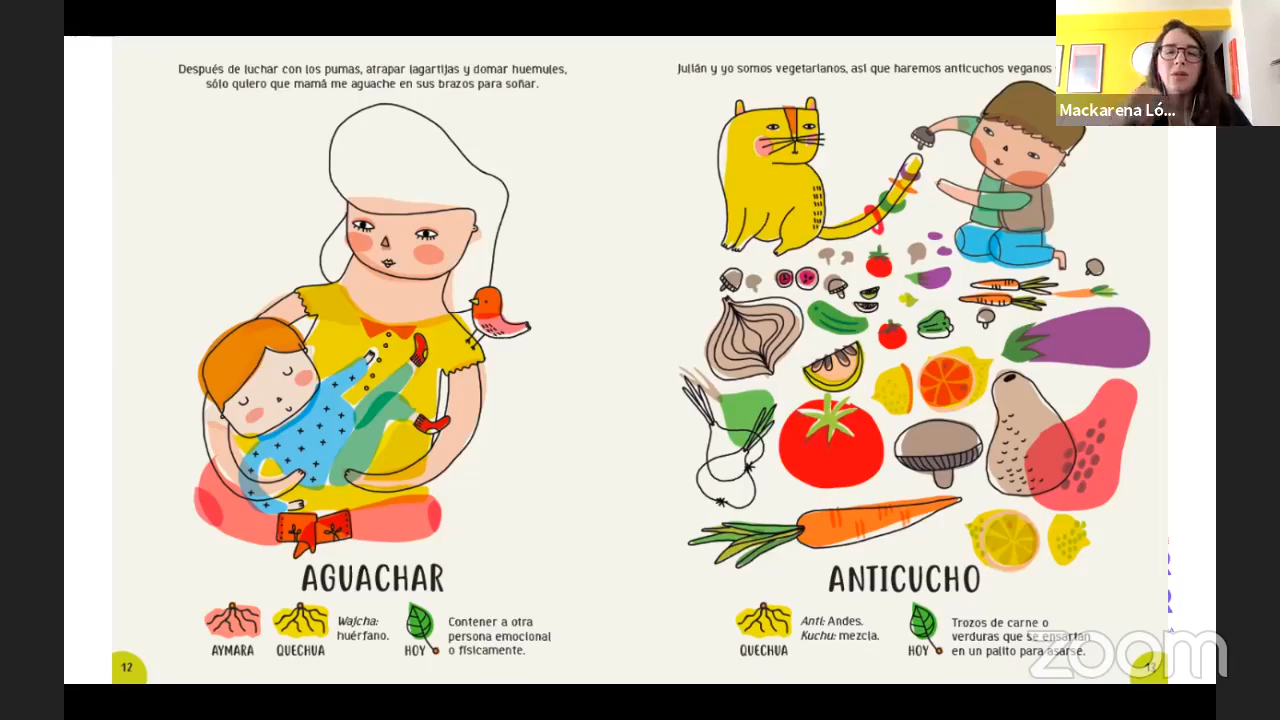 Después de luchar con los pumas, atrapar lagartijas y domar huemules,
sólo quiero que mamá me aguache en sus brazos para soñar.
Julián y yo somos vegetarianos, así que haremos anticuchos veganos
Mackarena Ló...
AGUACHAR
AYMARA
QUECHUA
Wajcha:
huérfano.
HOY
Contener a otra
persona emocional
o físicamente.
12
ANTICUCHO
QUECHUA
Anti: Andes.
Kuchu: mezcla.
HOY
Trozos de carne o
verduras que se ensartan
en un palito para asarse.
13
zoom